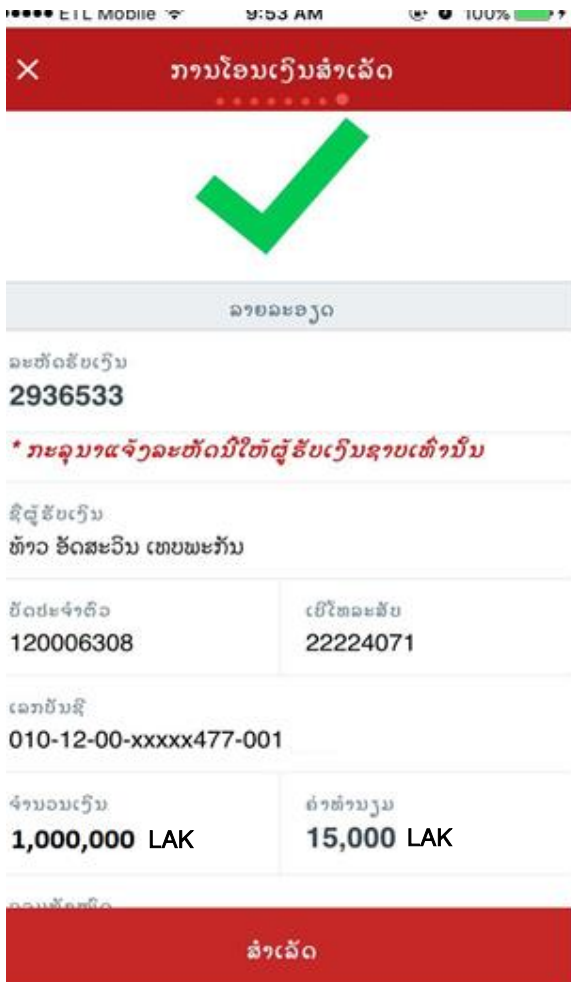 ETL Mobile 9:53 AM 100%
ການໂອນເງິນສຳເລັດ
ລາຍລະອຽດ
ລະຫັດຮັບເງິນ
2936533
* ກະລຸນາແຈ້ງລະຫັດນີ້ໃຫ້ຜູ້ຮັບເງິນຊາບເທົ່ານັ້ນ
ຊື່ຜູ້ຮັບເງິນ
ທ້າວ ອັດສະວິນ ເທບພະກັນ
ບັດປະຈຳຕົວ ເບີໂທລະສັບ
120006308 22224071
ເລກບັນຊີ
010-12-00-xxxxx477-001
ຈຳນວນເງິນ ຄ່າທຳນຽມ
1,000,000 LAK 15,000 LAK
ສຳເລັດ